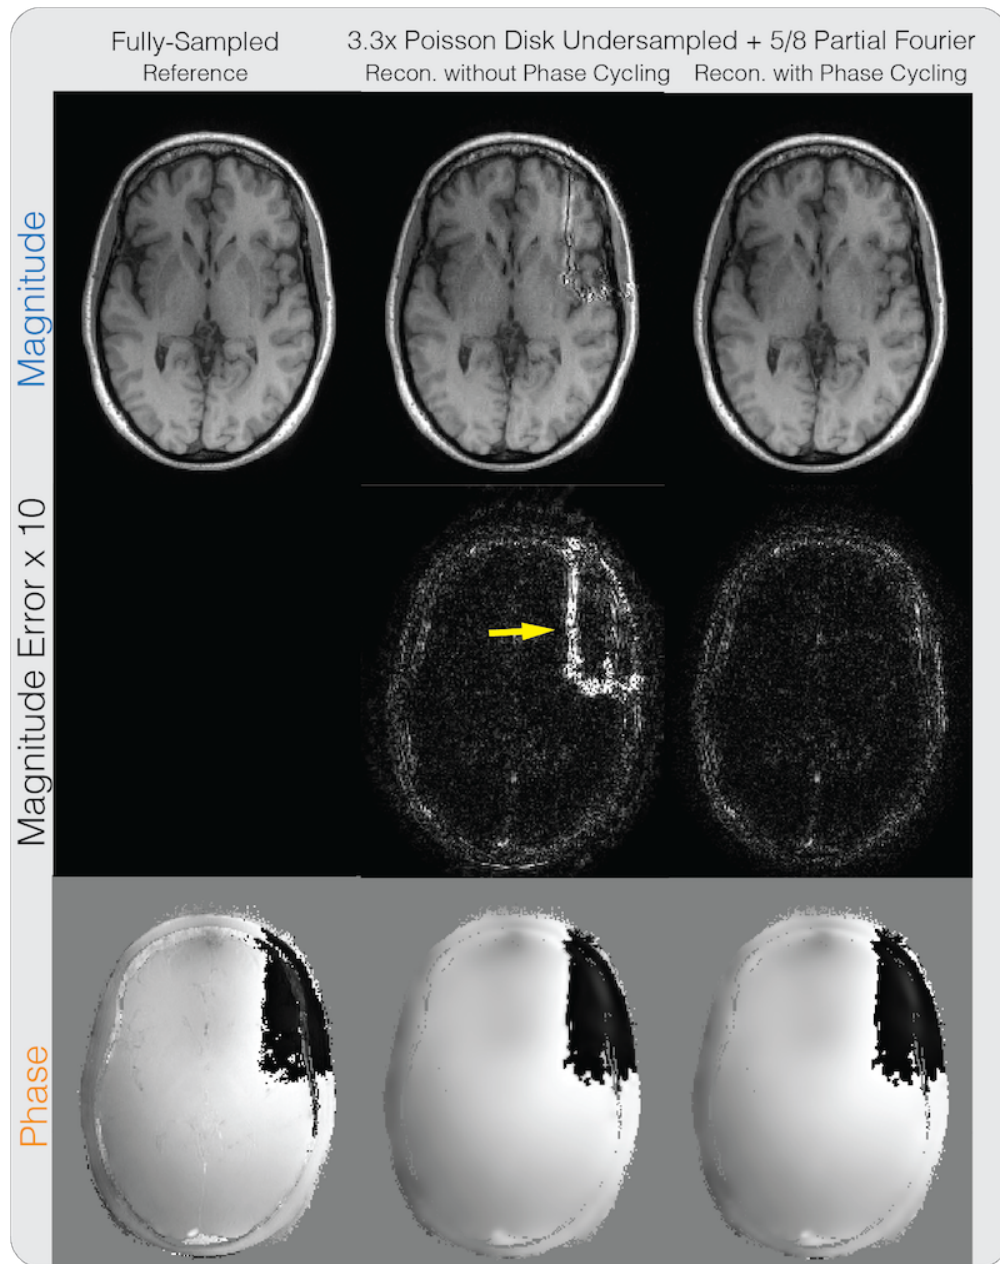 Fully-Sampled
Reference
3.3x Poisson Disk Undersampled + 5/8 Partial Fourier
Recon. without Phase Cycling
Recon. with Phase Cycling
Magnitude
Magnitude Error x 10
Phase